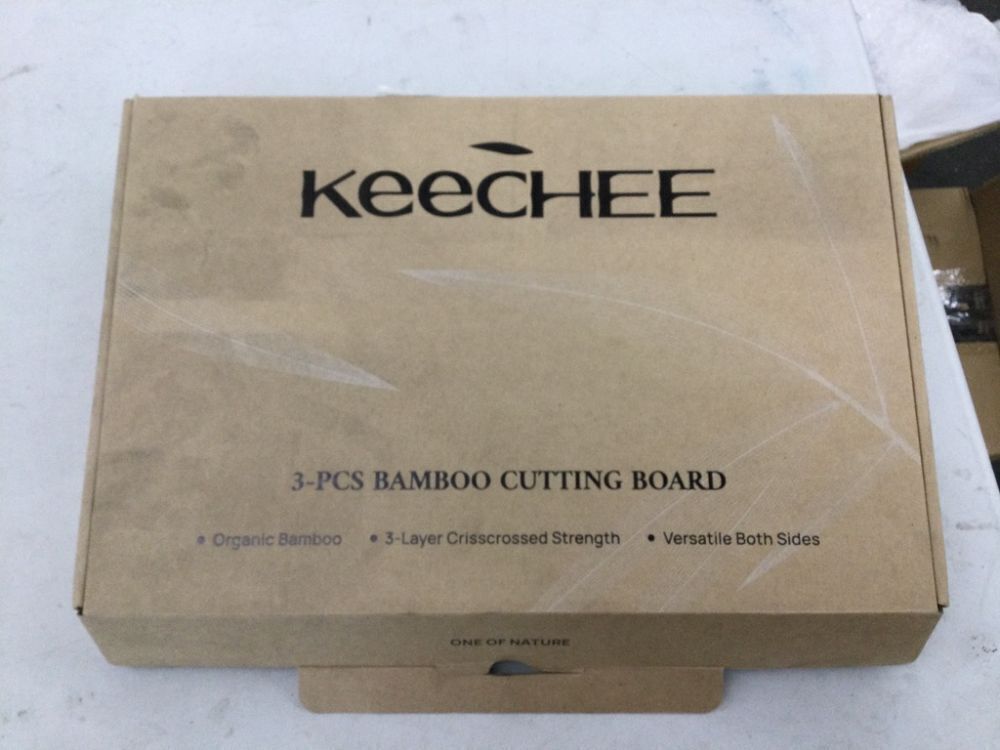 KEECHEE
3-PCS BAMBOO CUTTING BOARD
• Organic Bamboo • 3-Layer Crisscrossed Strength • Versatile Both Sides
ONE OF NATURE